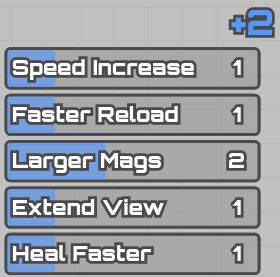 +2
Speed Increase 1
Faster Reload 1
Larger Mags 2
Extend View 1
Heal Faster 1